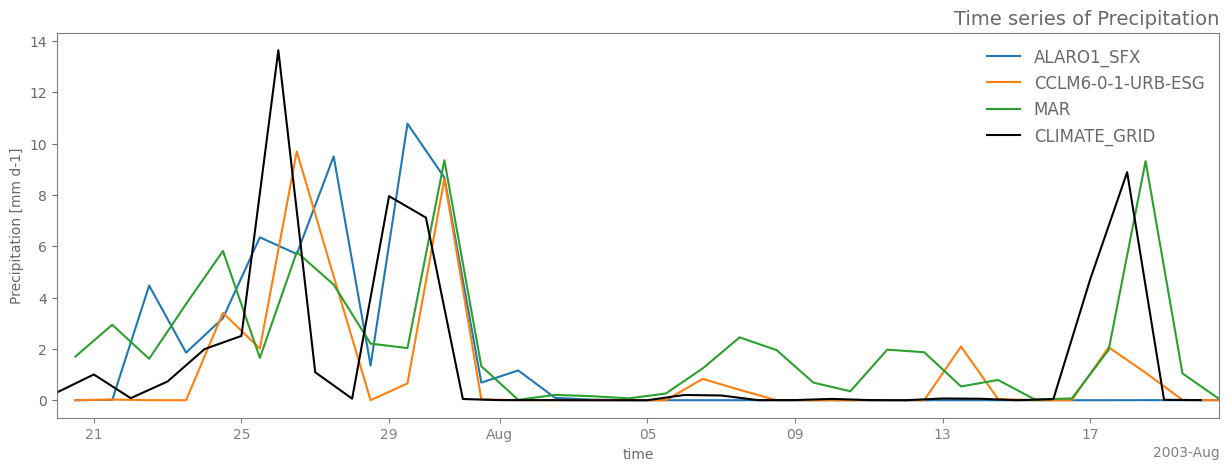 Time series of Precipitation
ALARO1_SFX
CCLM6-0-1-URB-ESG
MAR
CLIMATE_GRID
Precipitation [mm d-1]
14
12
10
8
6
4
2
0
21 25 29 Aug 05 09 13 17
time
2003-Aug